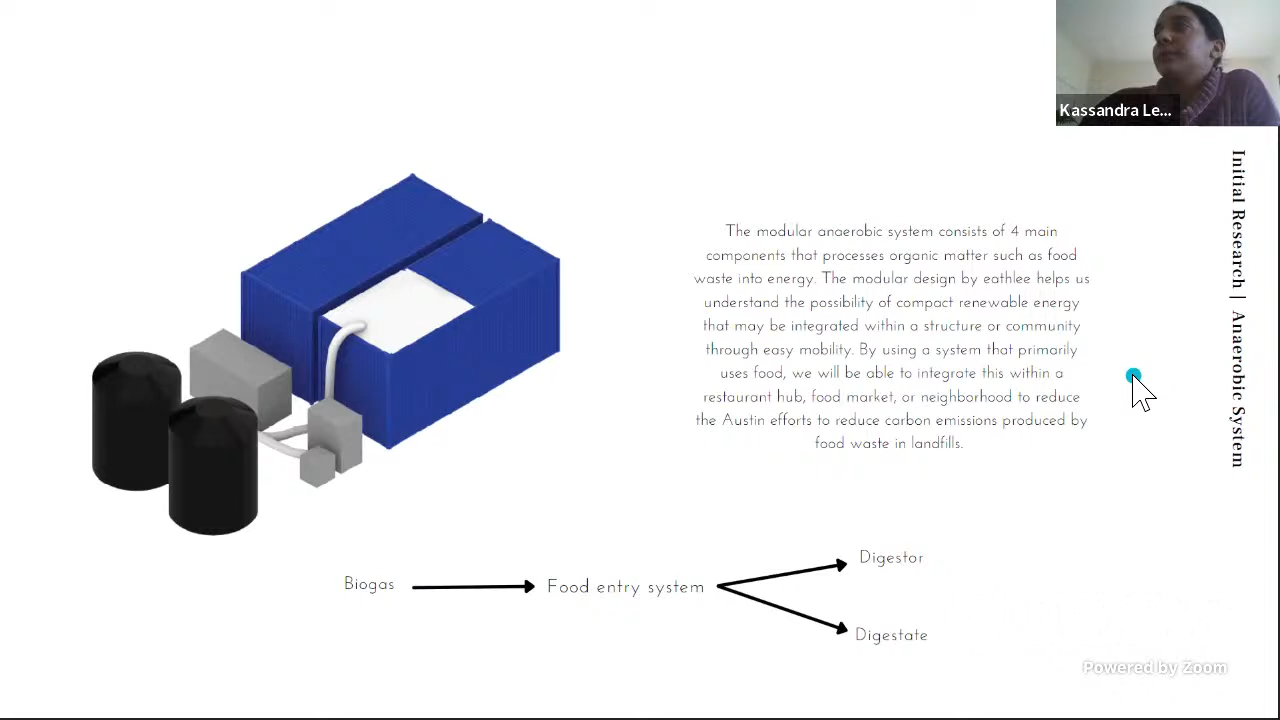 Kassandra Le...
Initial Research | Anaerobic System
The modular anaerobic system consists of 4 main
components that processes organic matter such as food
waste into energy. The modular design by eathlee helps us
understand the possibility of compact renewable energy
that may be integrated within a structure or community
through easy mobility. By using a system that primarily
uses food, we will be able to integrate this within a
restaurant hub, food market, or neighborhood to reduce
the Austin efforts to reduce carbon emissions produced by
food waste in landfills.
Biogas
Food entry system
Digestor
Digestate
Powered by Zoom